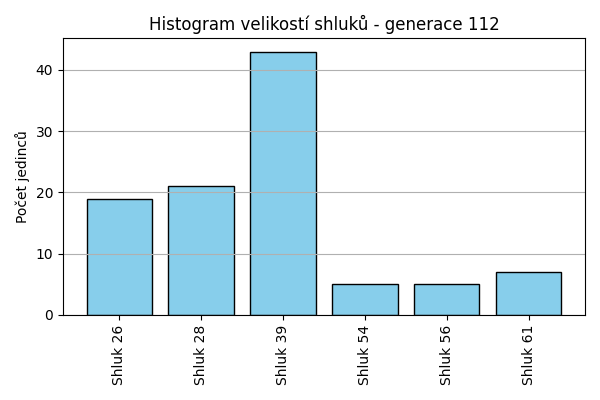 Histogram velikostí shluků - generace 112
Počet jedinců
40
30
20
10
0
Shluk 26
Shluk 28
Shluk 39
Shluk 54
Shluk 56
Shluk 61